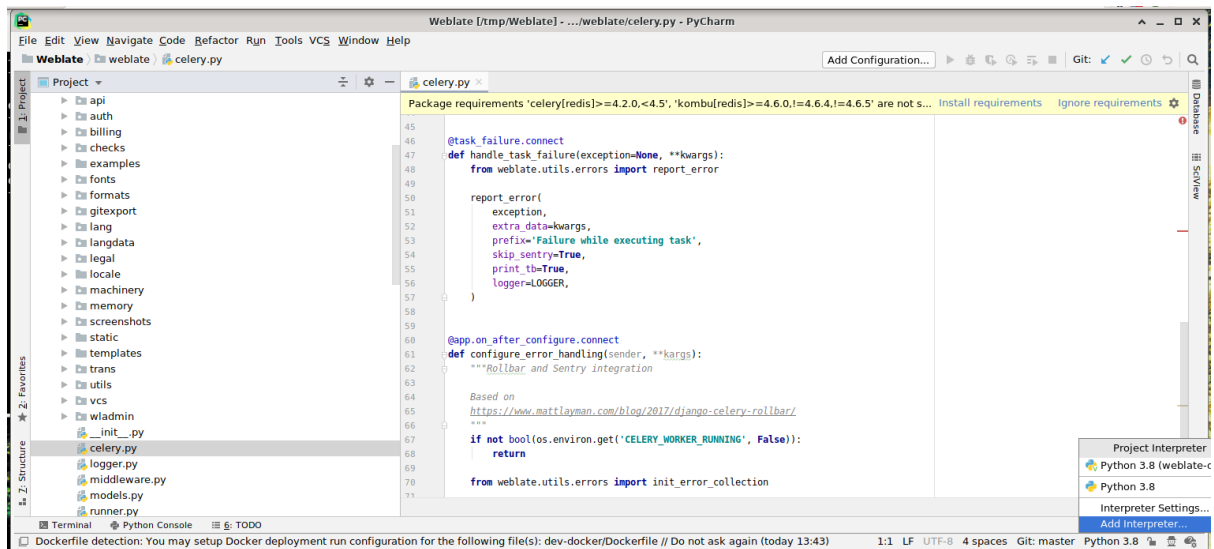 Weblate [/tmp/Weblate] - .../weblate/celery.py - PyCharm
File Edit View Navigate Code Refactor Run Tools VCS Window Help
Weblate weblate celery.py
Add Configuration...
Git:
1: Project
Project
celery.py
Package requirements 'celery[redis]>=4.2.0,<4.5', 'kombu[redis]>=4.6.0,!=4.6.4,!=4.6.5' are not s... Install requirements Ignore requirements
api
auth
billing
checks
examples
fonts
formats
gitexport
lang
langdata
legal
locale
machinery
memory
screenshots
static
templates
trans
utils
vcs
wladmin
__init__.py
celery.py
logger.py
middleware.py
models.py
runner.py
2: Favorites
7: Structure
45
46 @task_failure.connect
47 def handle_task_failure(exception=None, **kwargs):
48 from weblate.utils.errors import report_error
49
50 report_error(
51 exception,
52 extra_data=kwargs,
53 prefix='Failure while executing task',
54 skip_sentry=True,
55 print_tb=True,
56 logger=LOGGER,
57 )
58
59
60 @app.on_after_configure.connect
61 def configure_error_handling(sender, **kargs):
62 """Rollbar and Sentry integration
63
64 Based on
65 https://www.mattlayman.com/blog/2017/django-celery-rollbar/
66 """
67 if not bool(os.environ.get('CELERY_WORKER_RUNNING', False)):
68 return
69
70 from weblate.utils.errors import init_error_collection
71
Database
SciView
Project Interpreter
Python 3.8 (weblate-d
Python 3.8
Interpreter Settings...
Add Interpreter...
Terminal Python Console 6: TODO
Dockerfile detection: You may setup Docker deployment run configuration for the following file(s): dev-docker/Dockerfile // Do not ask again (today 13:43) 1:1 LF UTF-8 4 spaces Git: master Python 3.8